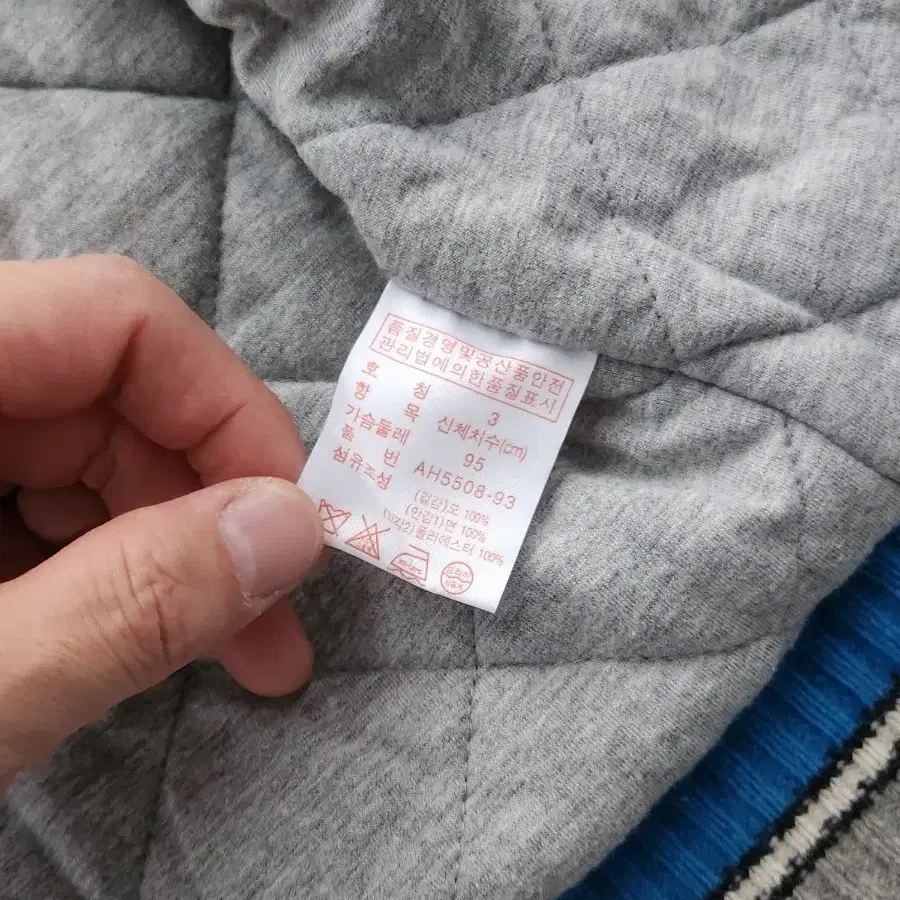 품질경영및공산품안전
관리법에의한품질표시
호 칭 3
항 목 신체치수(cm)
가슴둘레 95
품 번 AH5508-93
섬유조성 (겉감)모 100%
(안감1)면 100%
(안감2)폴리에스터 100%
드라이